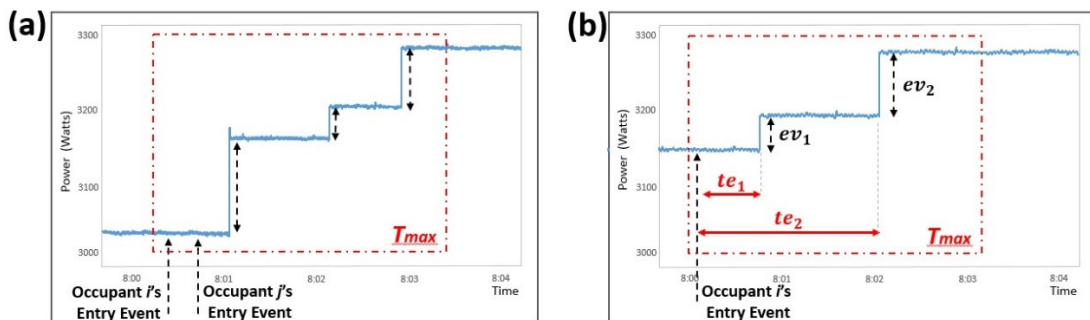 (a)
3300
3200
3100
3000
Power (Watts)
Tmax
8:00
8:01
8:02
8:03
8:04
Time
Occupant i's
Entry Event
Occupant j's
Entry Event
(b)
3300
3200
3100
3000
Power (Watts)
ev₁
ev₂
te₁
te₂
Tmax
8:00
8:01
8:02
8:03
8:04
Time
Occupant i's
Entry Event